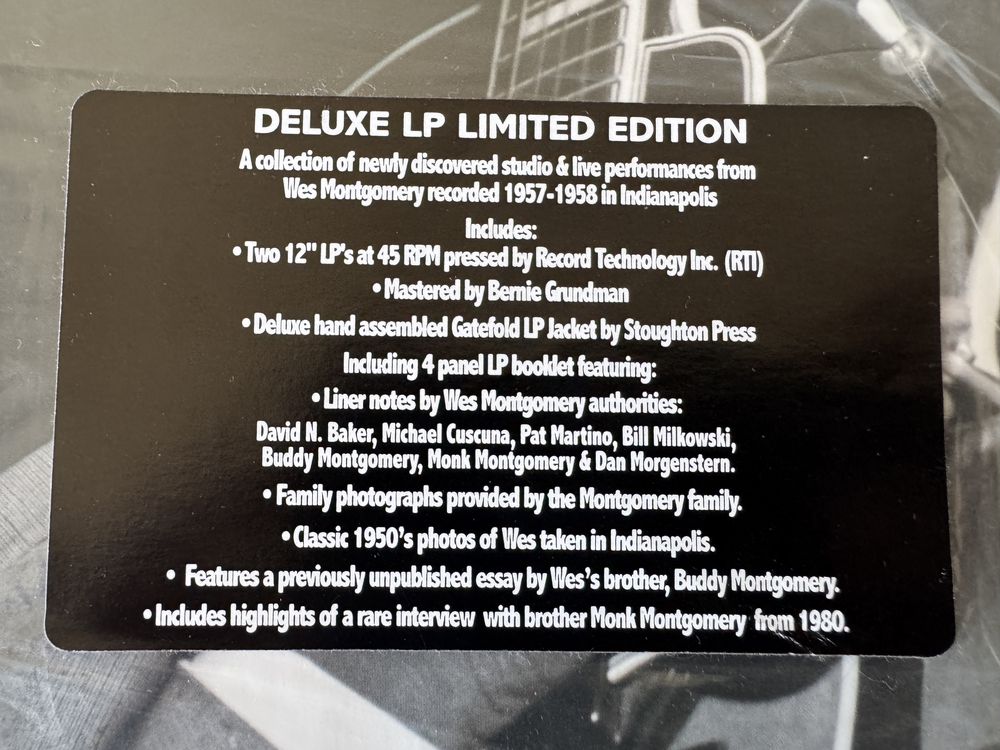 DELUXE LP LIMITED EDITION
A collection of newly discovered studio & live performances from
Wes Montgomery recorded 1957-1958 in Indianapolis
Includes:
• Two 12" LP's at 45 RPM pressed by Record Technology Inc. (RTI)
• Mastered by Bernie Grundman
• Deluxe hand assembled Gatefold LP Jacket by Stoughton Press
Including 4 panel LP booklet featuring:
• Liner notes by Wes Montgomery authorities:
David N. Baker, Michael Cuscuna, Pat Martino, Bill Milkowski,
Buddy Montgomery, Monk Montgomery & Dan Morgenstern.
• Family photographs provided by the Montgomery family.
• Classic 1950's photos of Wes taken in Indianapolis.
• Features a previously unpublished essay by Wes's brother, Buddy Montgomery.
• Includes highlights of a rare interview with brother Monk Montgomery from 1980.